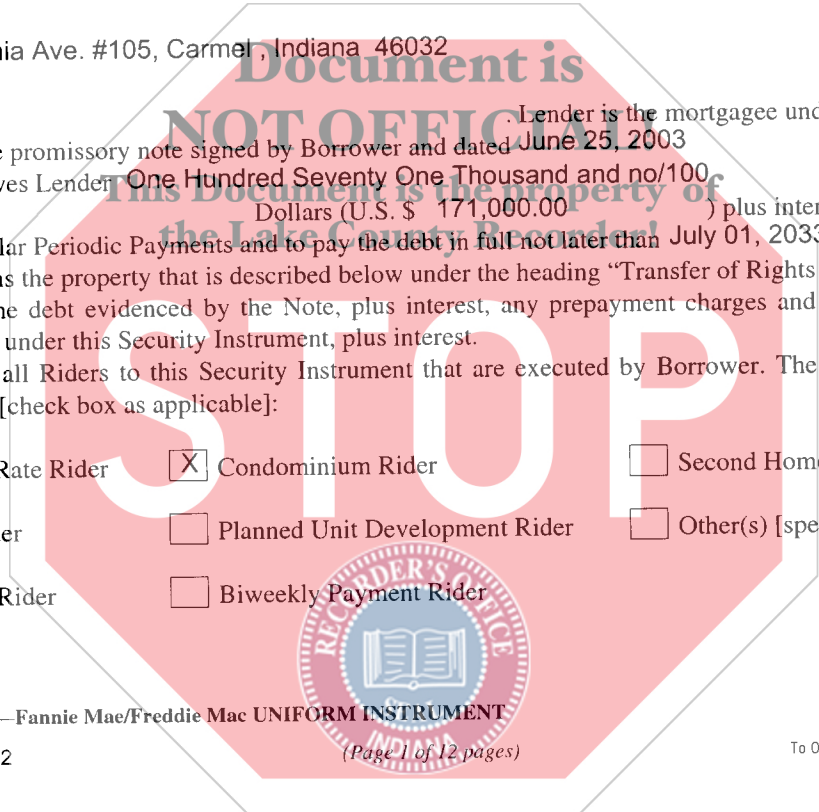 nia Ave. #105, Carmel , Indiana 46032
Document is
NOT OFFICIAL!
. Lender is the mortgagee und
e promissory note signed by Borrower and dated June 25, 2003
ves Lender One Hundred Seventy One Thousand and no/100
This Document is the property of
Dollars (U.S. $ 171,000.00 ) plus inter
the Lake County Recorder!
lar Periodic Payments and to pay the debt in full not later than July 01, 2033
as the property that is described below under the heading “Transfer of Rights
ne debt evidenced by the Note, plus interest, any prepayment charges and
under this Security Instrument, plus interest.
all Riders to this Security Instrument that are executed by Borrower. The
[check box as applicable]:
STOP
Rate Rider X Condominium Rider Second Home
er Planned Unit Development Rider Other(s) [spe
Rider Biweekly Payment Rider
RECORDER'S OFFICE
INDIANA
—Fannie Mae/Freddie Mac UNIFORM INSTRUMENT
2 (Page 1 of 12 pages) To O